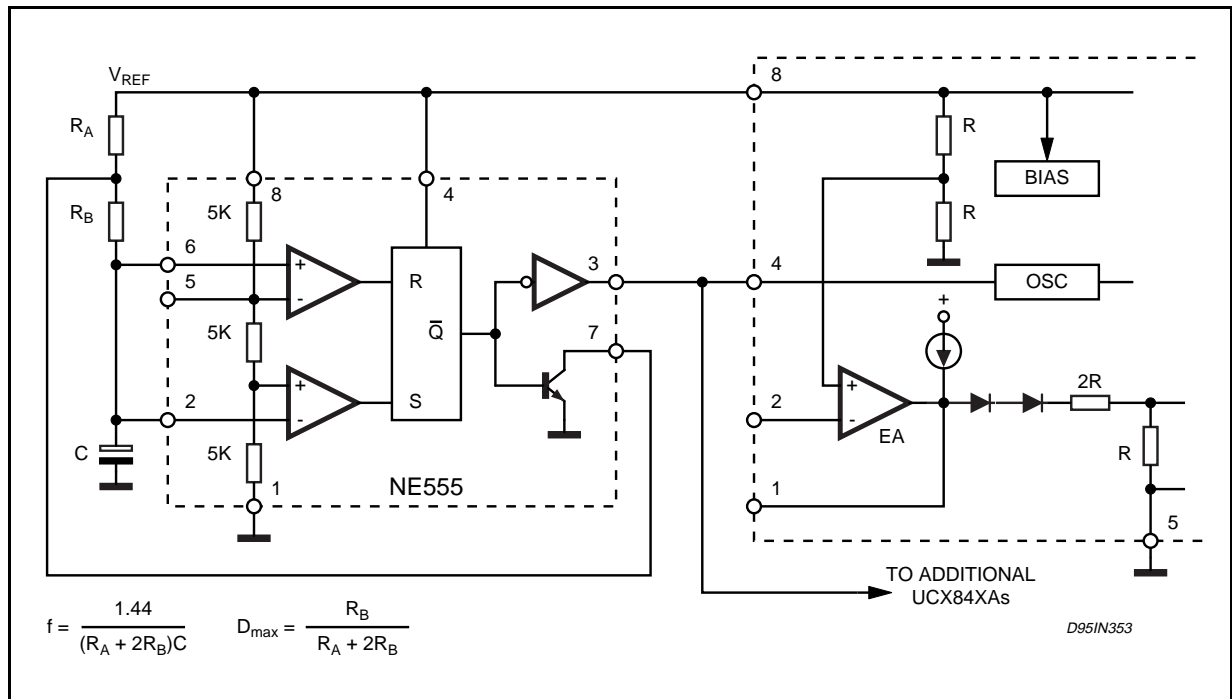 V_REF
8
R_A
R
BIAS
8
4
5K
R_B
R
6
3
4
+
R
OSC
5
-
5K
Q̅
7
+
+
S
2
-
+
2
-
2R
EA
C
5K
R
NE555
1
1
5
TO ADDITIONAL
UCX84XAs
f = 1.44 / (R_A + 2R_B)C
D_max = R_B / R_A + 2R_B
D95IN353